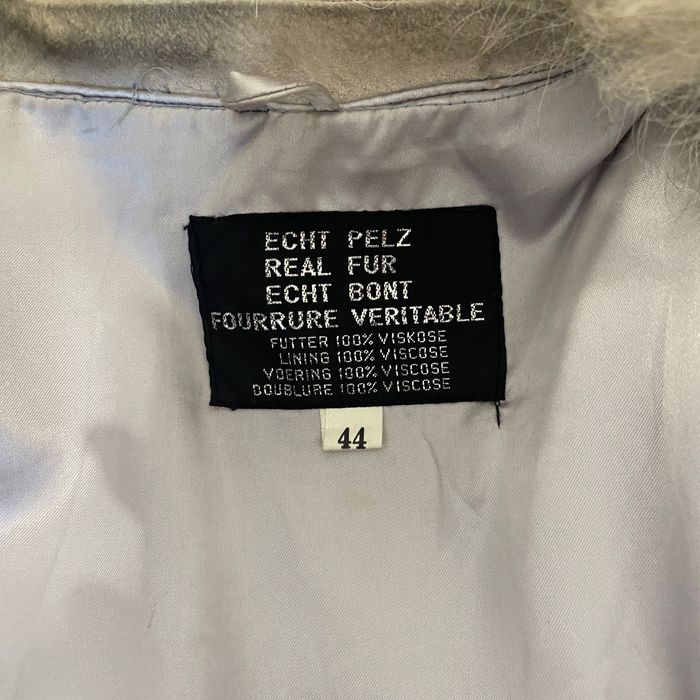 ECHT PELZ
REAL FUR
ECHT BONT
FOURRURE VERITABLE
FUTTER 100% VISKOSE
LINING 100% VISCOSE
VOERING 100% VISCOSE
DOUBLURE 100% VISCOSE
44